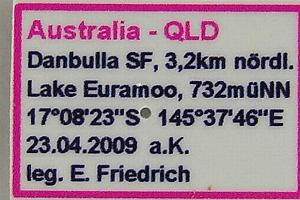 Australia - QLD
Danbulla SF, 3,2km nördl.
Lake Euramoo, 732müNN
17°08'23"S 145°37'46"E
23.04.2009 a.K.
leg. E. Friedrich